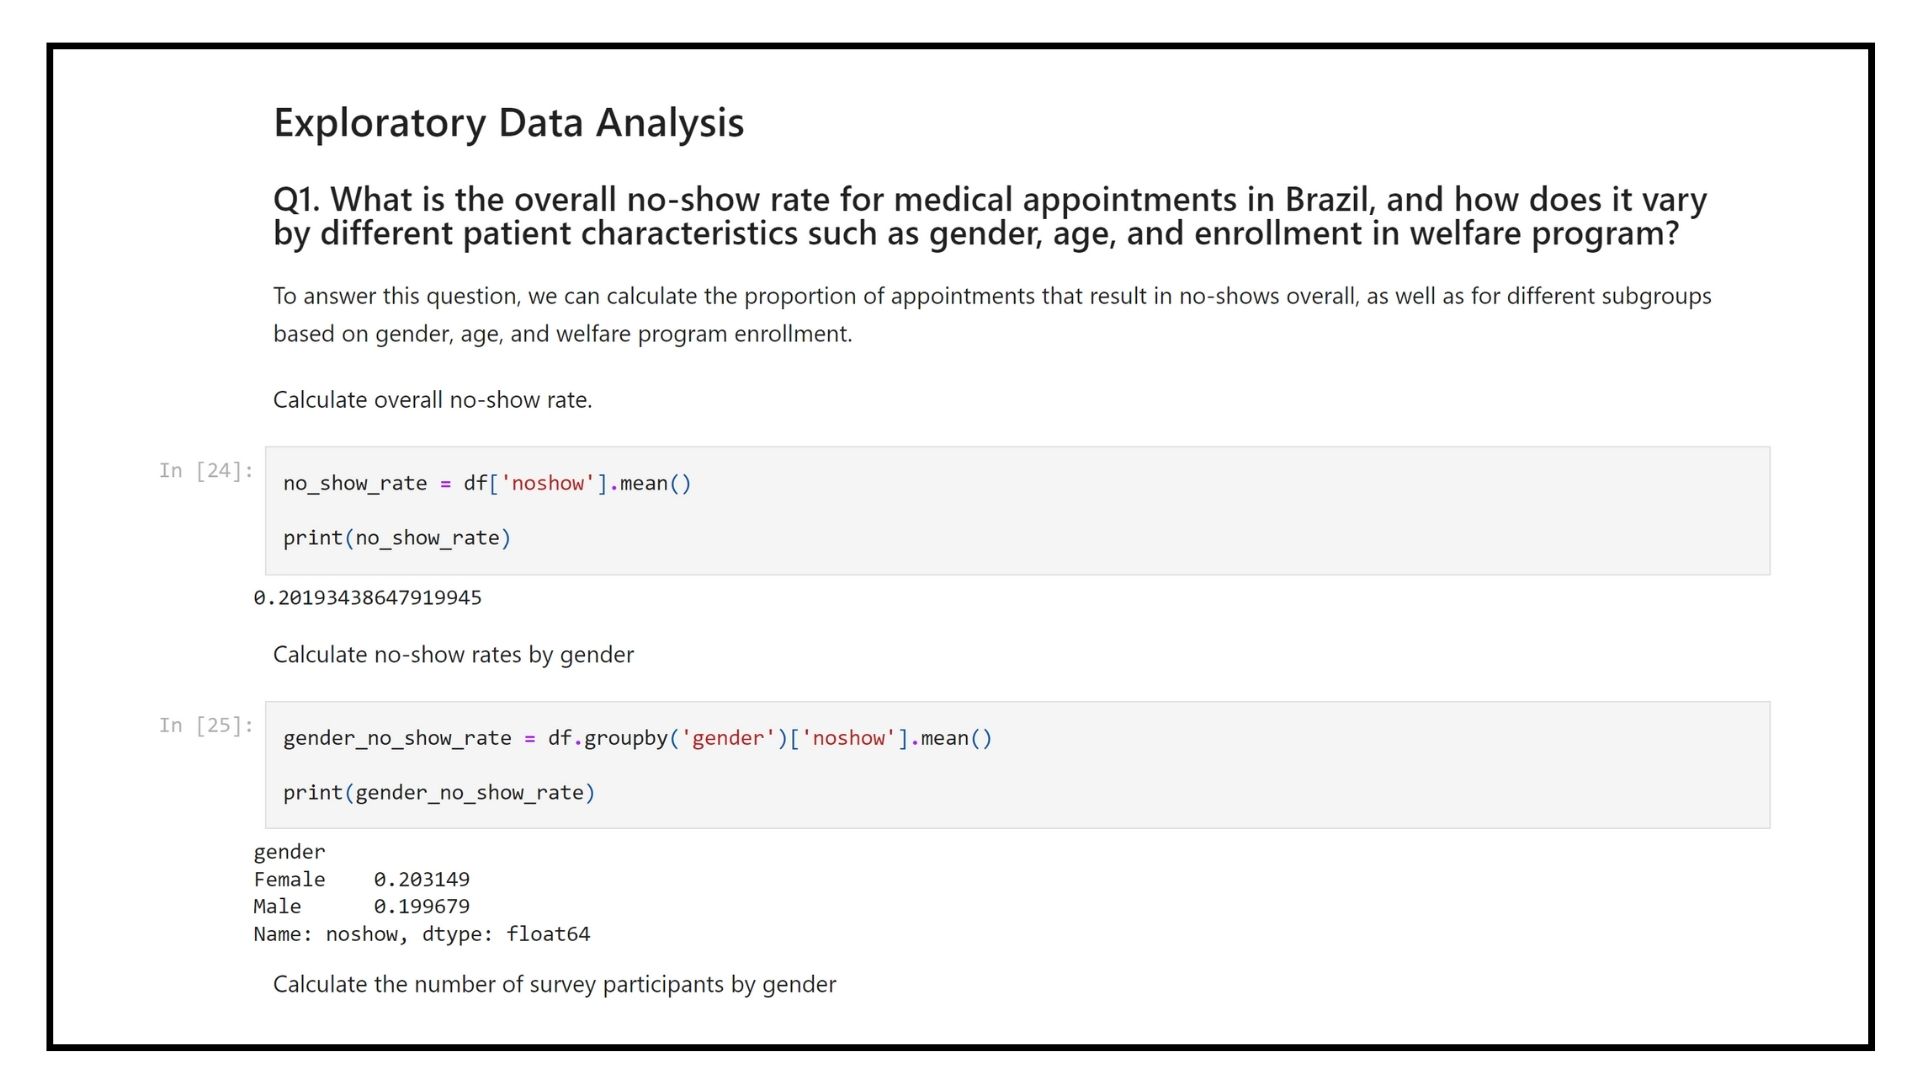 Exploratory Data Analysis
Q1. What is the overall no-show rate for medical appointments in Brazil, and how does it vary
by different patient characteristics such as gender, age, and enrollment in welfare program?
To answer this question, we can calculate the proportion of appointments that result in no-shows overall, as well as for different subgroups
based on gender, age, and welfare program enrollment.
Calculate overall no-show rate.
In [24]:
no_show_rate = df['noshow'].mean()
print(no_show_rate)
0.20193438647919945
Calculate no-show rates by gender
In [25]:
gender_no_show_rate = df.groupby('gender')['noshow'].mean()
print(gender_no_show_rate)
gender
Female    0.203149
Male      0.199679
Name: noshow, dtype: float64
Calculate the number of survey participants by gender